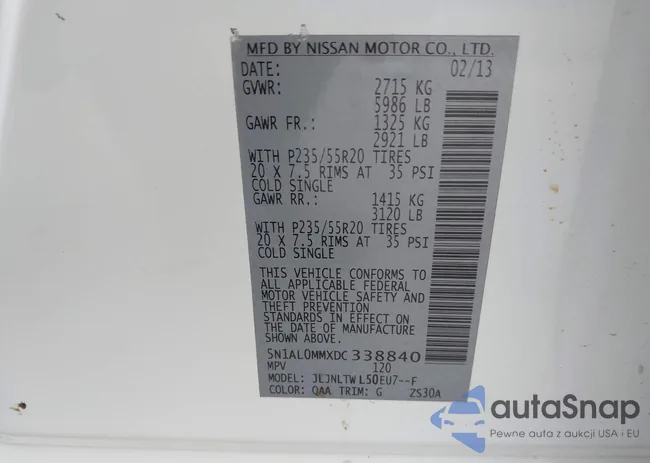 MFD BY NISSAN MOTOR CO., LTD.
DATE: 02/13
GVWR: 2715 KG
5986 LB
GAWR FR.: 1325 KG
2921 LB
WITH P235/55R20 TIRES
20 X 7.5 RIMS AT 35 PSI
COLD SINGLE
GAWR RR.: 1415 KG
3120 LB
WITH P235/55R20 TIRES
20 X 7.5 RIMS AT 35 PSI
COLD SINGLE
THIS VEHICLE CONFORMS TO
ALL APPLICABLE FEDERAL
MOTOR VEHICLE SAFETY AND
THEFT PREVENTION
STANDARDS IN EFFECT ON
THE DATE OF MANUFACTURE
SHOWN ABOVE.
5N1AL0MMXDC338840
MPV 120
MODEL: JLJNLTWL50EU7--F
COLOR: QAA TRIM: G ZS30A
autaSnap
Pewne auta z aukcji USA i EU